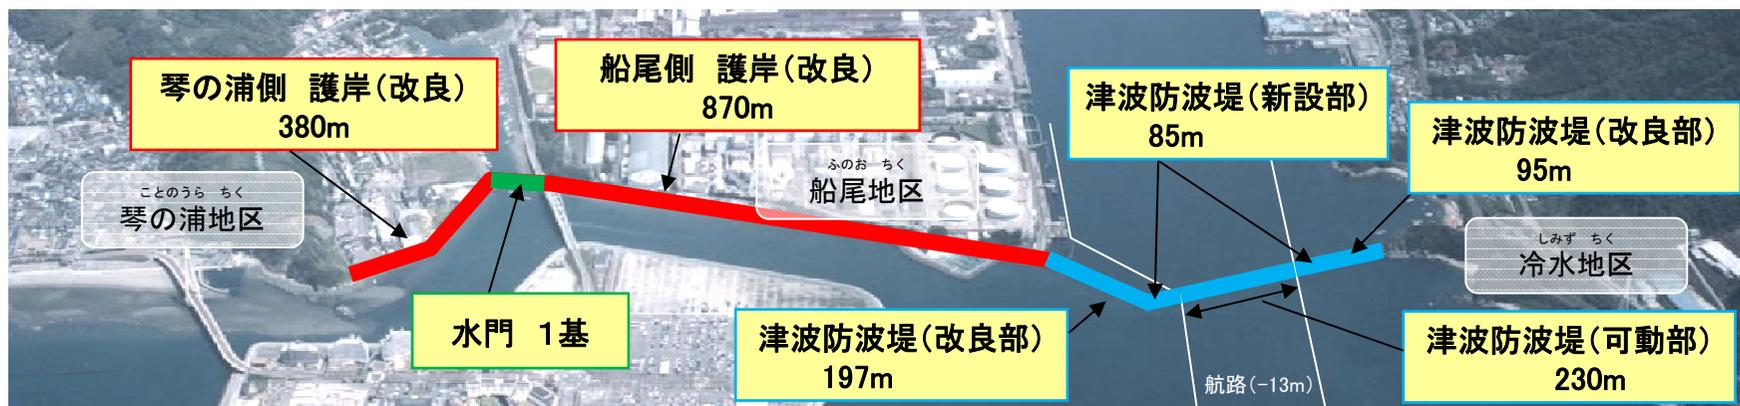 琴の浦側　護岸（改良）
380m
船尾側　護岸（改良）
870m
津波防波堤（新設部）
85m
津波防波堤（改良部）
95m
ことのうら　ちく
琴の浦地区
ふのお　ちく
船尾地区
しみず　ちく
冷水地区
水門　１基
津波防波堤（改良部）
197m
津波防波堤（可動部）
230m
航路（-13m）